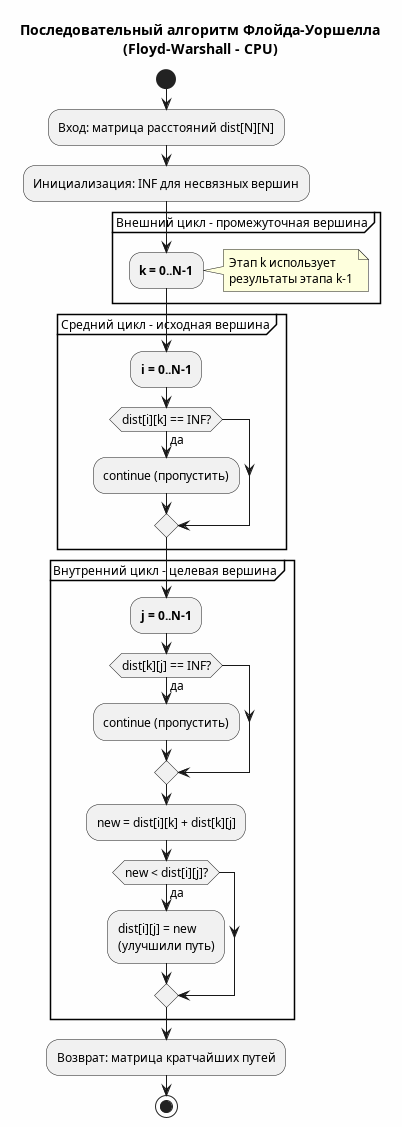 Последовательный алгоритм Флойда-Уоршелла
(Floyd-Warshall - CPU)
Вход: матрица расстояний dist[N][N]
Инициализация: INF для несвязных вершин
Внешний цикл - промежуточная вершина
k = 0..N-1
Этап k использует
результаты этапа k-1
Средний цикл - исходная вершина
i = 0..N-1
dist[i][k] == INF?
да
continue (пропустить)
Внутренний цикл - целевая вершина
j = 0..N-1
dist[k][j] == INF?
да
continue (пропустить)
new = dist[i][k] + dist[k][j]
new < dist[i][j]?
да
dist[i][j] = new
(улучшили путь)
Возврат: матрица кратчайших путей